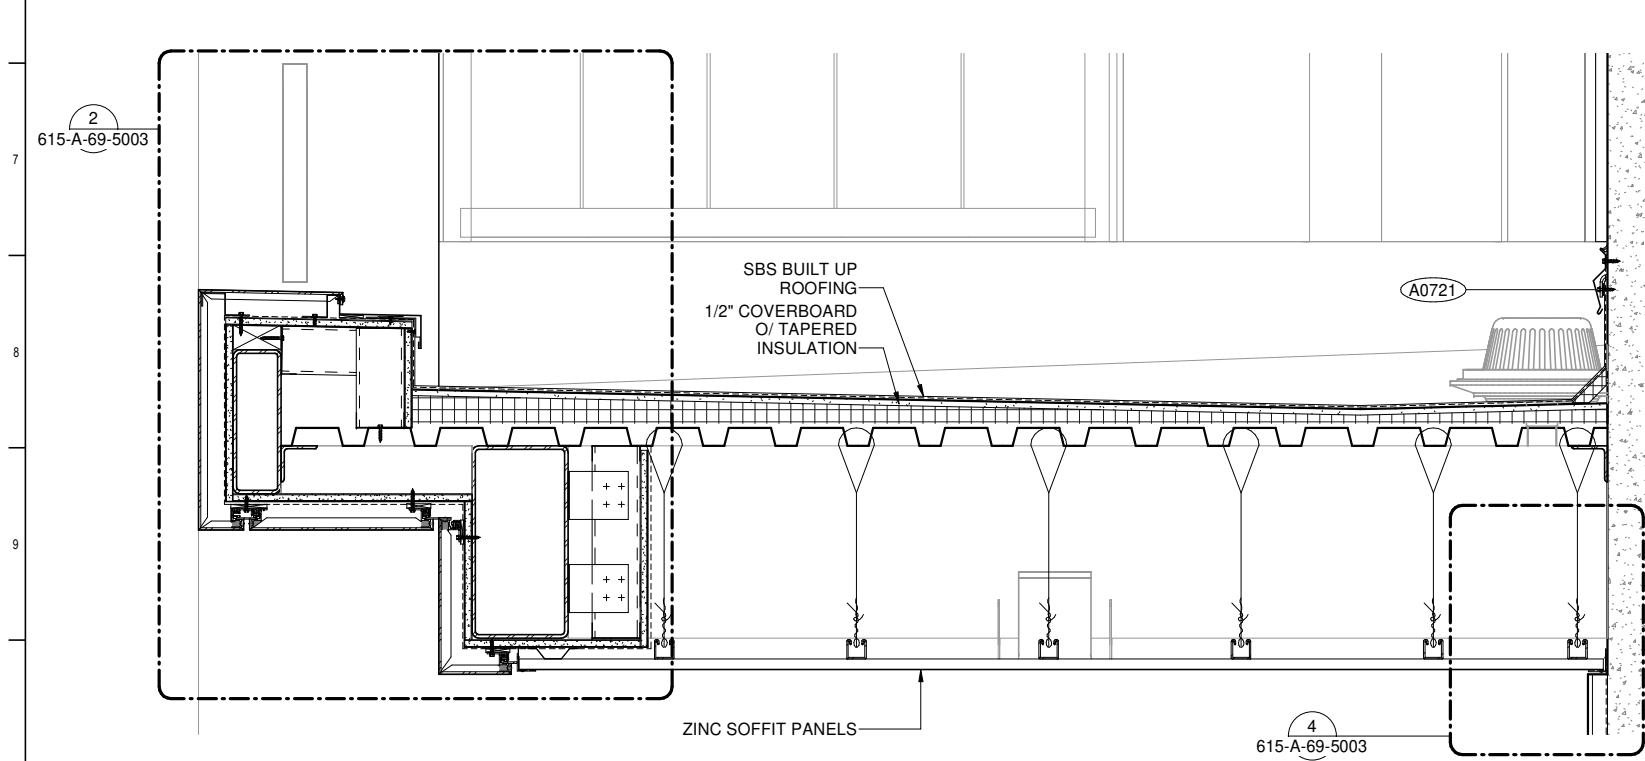 2
615-A-69-5003
7
SBS BUILT UP
ROOFING
1/2" COVERBOARD
O/ TAPERED
INSULATION
A0721
8
9
ZINC SOFFIT PANELS
4
615-A-69-5003